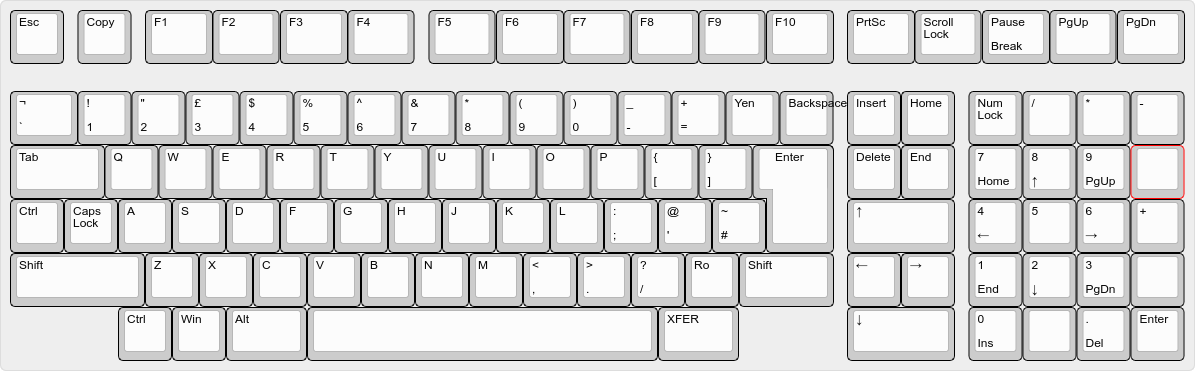 Esc Copy F1 F2 F3 F4 F5 F6 F7 F8 F9 F10 PrtSc Scroll Lock Pause Break PgUp PgDn
¬ ` ! 1 " 2 £ 3 $ 4 % 5 ^ 6 & 7 * 8 ( 9 ) 0 _ - + = Yen Backspace Insert Home Num Lock / * -
Tab Q W E R T Y U I O P { [ } ] Enter Delete End 7 Home 8 ↑ 9 PgUp
Ctrl Caps Lock A S D F G H J K L : ; @ ' ~ # ↑ 4 ← 5 6 → +
Shift Z X C V B N M < , > . ? / Ro Shift ← → 1 End 2 ↓ 3 PgDn
Ctrl Win Alt XFER ↓ 0 Ins . Del Enter